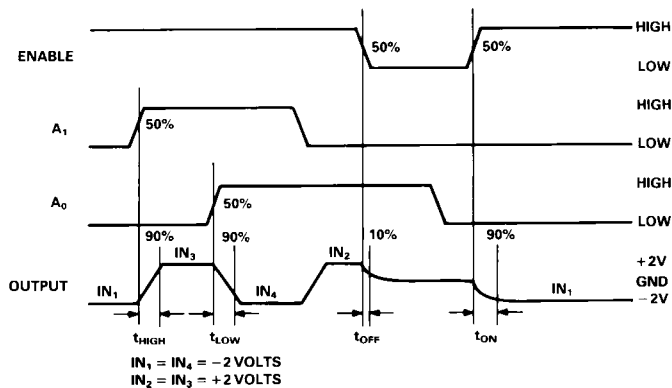 ENABLE
50%
50%
HIGH
LOW
A1
50%
HIGH
LOW
A0
50%
HIGH
LOW
OUTPUT
IN1
90%
IN3
90%
IN4
IN2
10%
90%
IN1
+2V
GND
−2V
tHIGH
tLOW
tOFF
tON
IN1 = IN4 = −2 VOLTS
IN2 = IN3 = +2 VOLTS